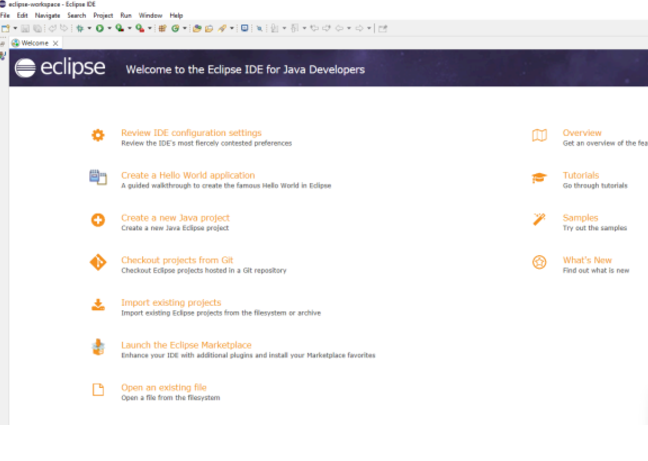 eclipse-workspace - Eclipse IDE
File Edit Navigate Search Project Run Window Help
Welcome
eclipse Welcome to the Eclipse IDE for Java Developers
Review IDE configuration settings
Review the IDE's most fiercely contested preferences
Create a Hello World application
A guided walkthrough to create the famous Hello World in Eclipse
Create a new Java project
Create a new Java Eclipse project
Checkout projects from Git
Checkout Eclipse projects hosted in a Git repository
Import existing projects
Import existing Eclipse projects from the filesystem or archive
Launch the Eclipse Marketplace
Enhance your IDE with additional plugins and install your Marketplace favorites
Open an existing file
Open a file from the filesystem
Overview
Get an overview of the fea
Tutorials
Go through tutorials
Samples
Try out the samples
What's New
Find out what is new